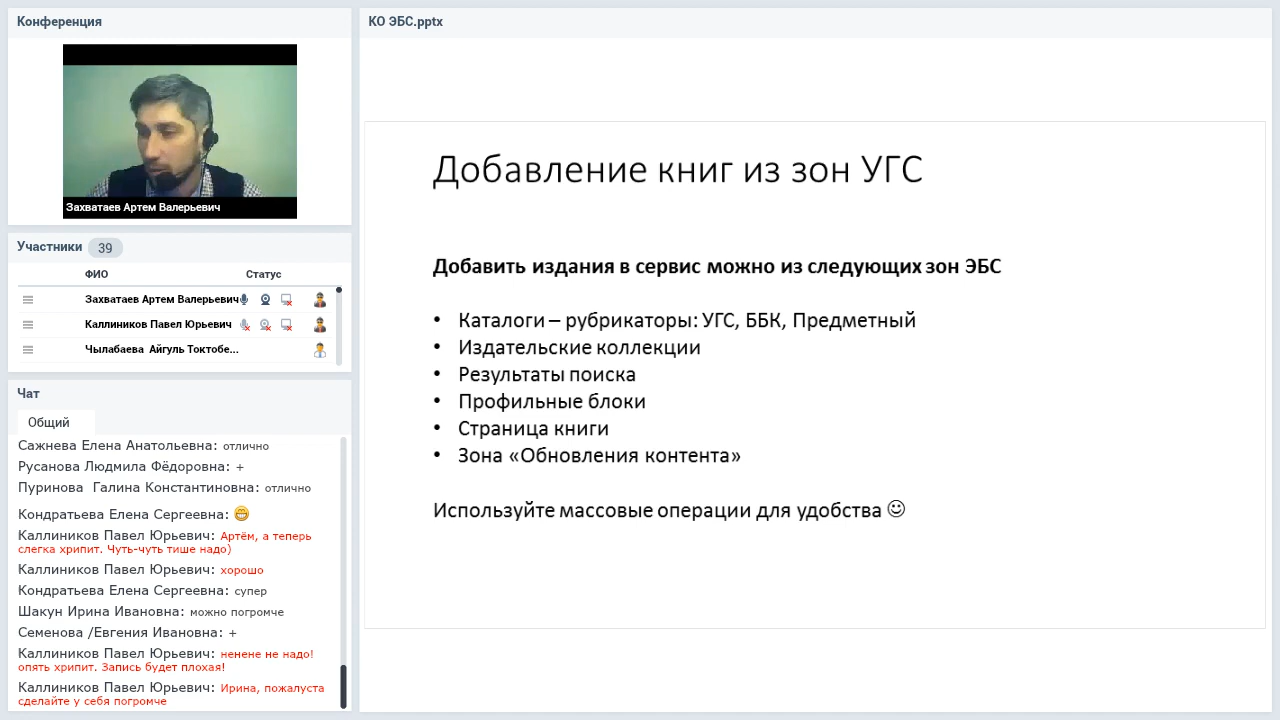 Конференция
Захватаев Артем Валерьевич
Участники 39
ФИО Статус
Захватаев Артем Валерьевич
Каллиников Павел Юрьевич
Чылабаева Айгуль Токтобе...
Чат
Общий
Сажнева Елена Анатольевна: отлично
Русанова Людмила Фёдоровна: +
Пуринова Галина Константиновна: отлично
Кондратьева Елена Сергеевна: 😁
Каллиников Павел Юрьевич: Артём, а теперь
слегка хрипит. Чуть-чуть тише надо)
Каллиников Павел Юрьевич: хорошо
Кондратьева Елена Сергеевна: супер
Шакун Ирина Ивановна: можно погромче
Семенова /Евгения Ивановна: +
Каллиников Павел Юрьевич: ненене не надо!
опять хрипит. Запись будет плохая!
Каллиников Павел Юрьевич: Ирина, пожалуста
сделайте у себя погромче
КО ЭБС.pptx
Добавление книг из зон УГС
Добавить издания в сервис можно из следующих зон ЭБС
• Каталоги – рубрикаторы: УГС, ББК, Предметный
• Издательские коллекции
• Результаты поиска
• Профильные блоки
• Страница книги
• Зона «Обновления контента»
Используйте массовые операции для удобства ☺